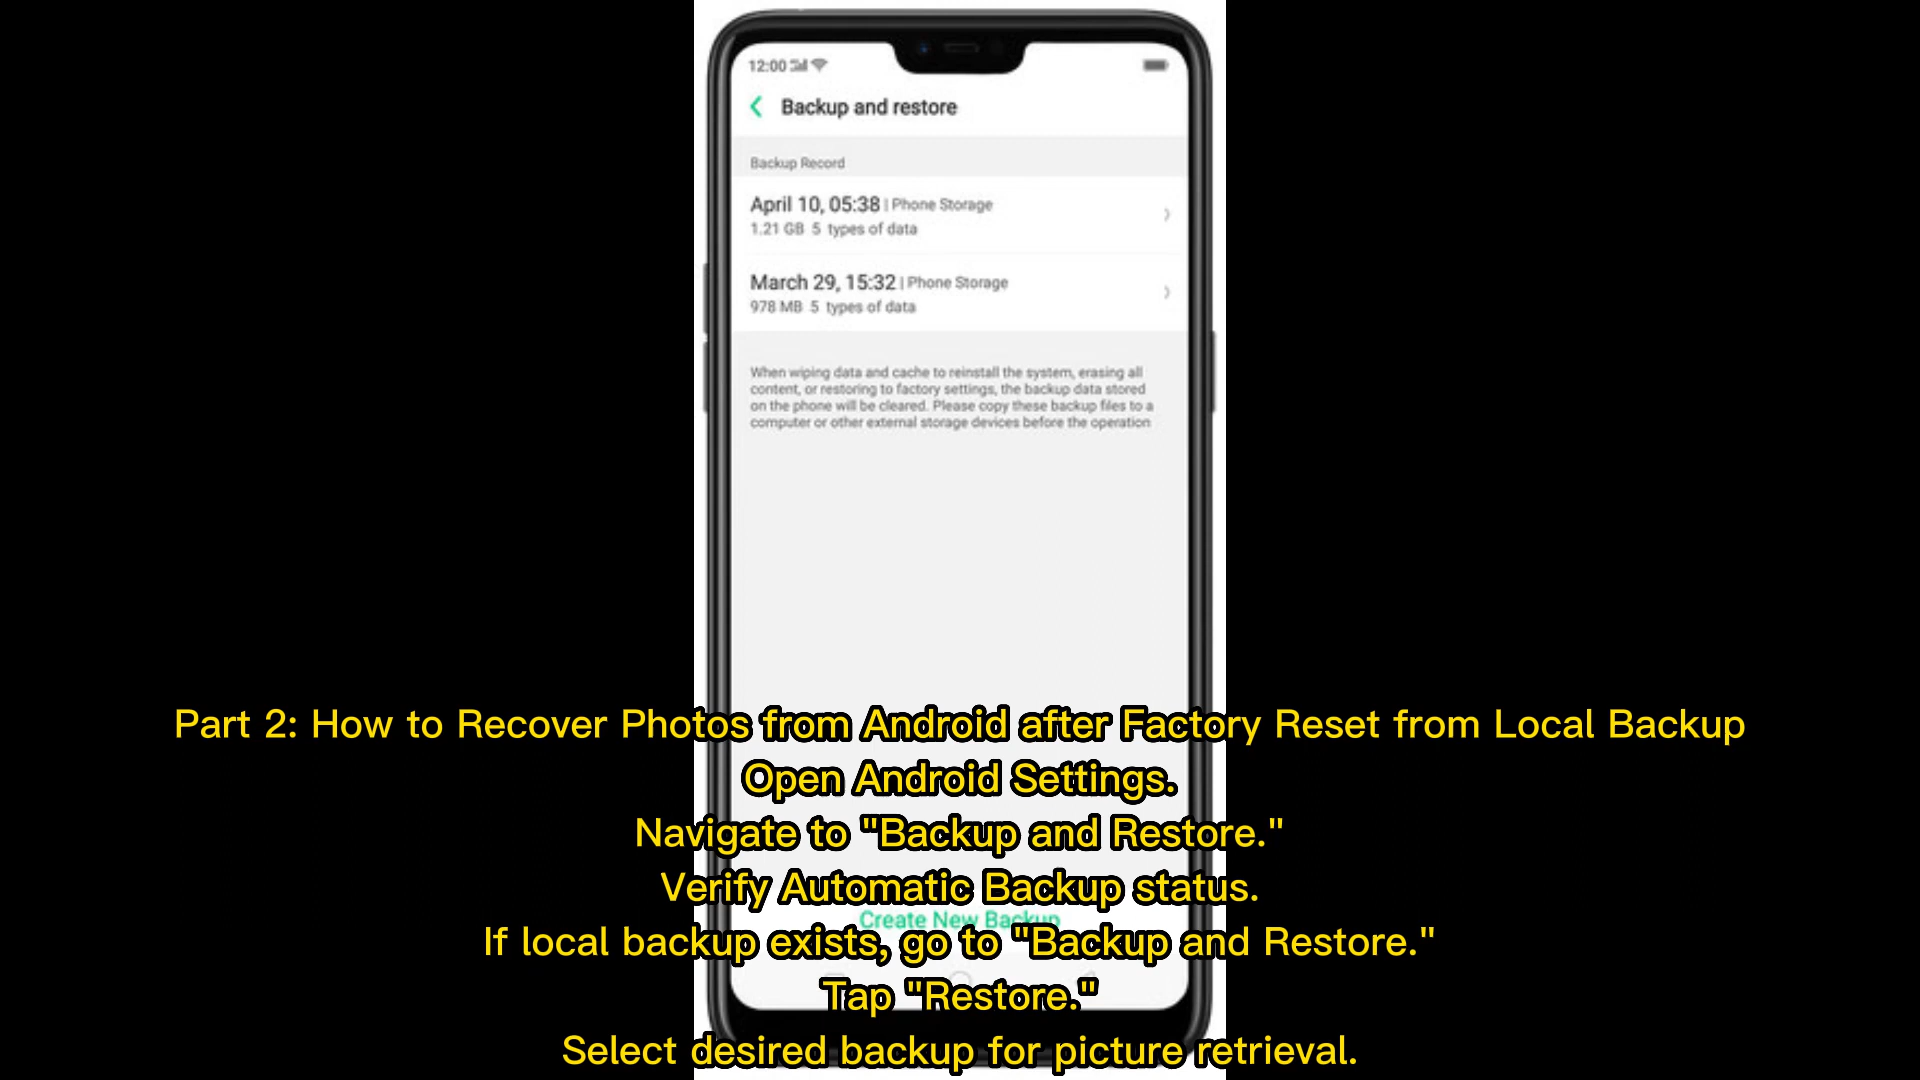 12:00
Backup and restore
Backup Record
April 10, 05:38 | Phone Storage
1.21 GB 5 types of data
March 29, 15:32 | Phone Storage
978 MB 5 types of data
When wiping data and cache to reinstall the system, erasing all
content, or restoring to factory settings, the backup data stored
on the phone will be cleared. Please copy these backup files to a
computer or other external storage devices before the operation
Part 2: How to Recover Photos from Android after Factory Reset from Local Backup
Open Android Settings.
Navigate to "Backup and Restore."
Verify Automatic Backup status.
Create New Backup
If local backup exists, go to "Backup and Restore."
Tap "Restore."
Select desired backup for picture retrieval.